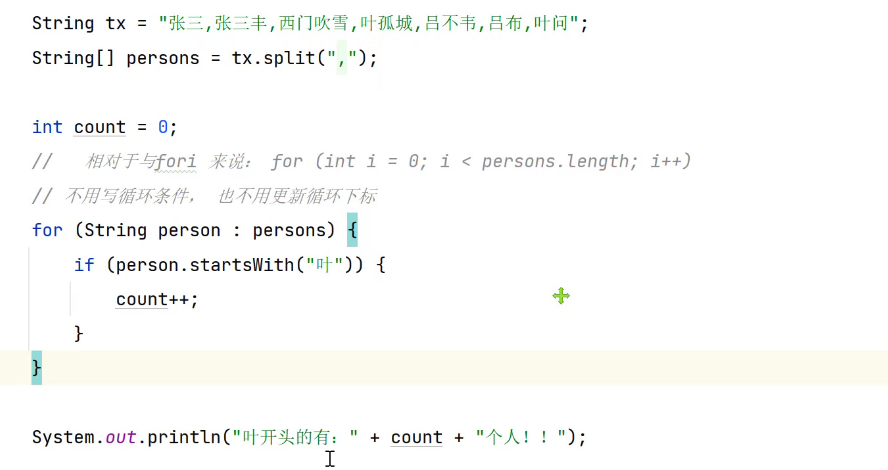 String tx = "张三,张三丰,西门吹雪,叶孤城,吕不韦,吕布,叶问";
String[] persons = tx.split(",");
int count = 0;
//   相对于与fori 来说： for (int i = 0; i < persons.length; i++)
// 不用写循环条件， 也不用更新循环下标
for (String person : persons) {
    if (person.startsWith("叶")) {
        count++;
    }
}
System.out.println("叶开头的有：" + count + "个人！！");